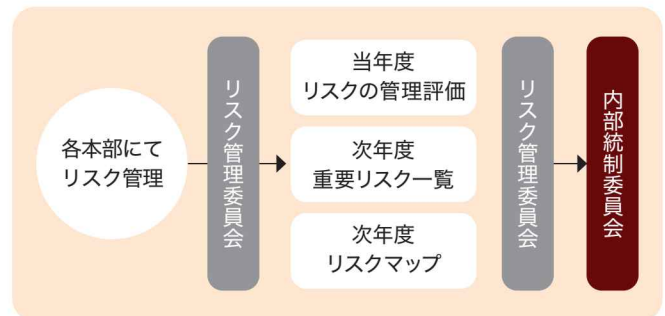 各本部にて
リスク管理
リスク管理委員会
当年度
リスクの管理評価
次年度
重要リスク一覧
次年度
リスクマップ
リスク管理委員会
内部統制委員会